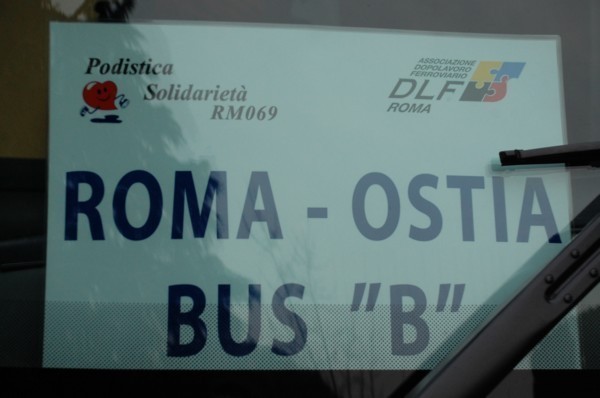 Podistica
Solidarietà
RM069
ASSOCIAZIONE
DOPOLAVORO
FERROVIARIO
DLF
ROMA
ROMA - OSTIA
BUS "B"